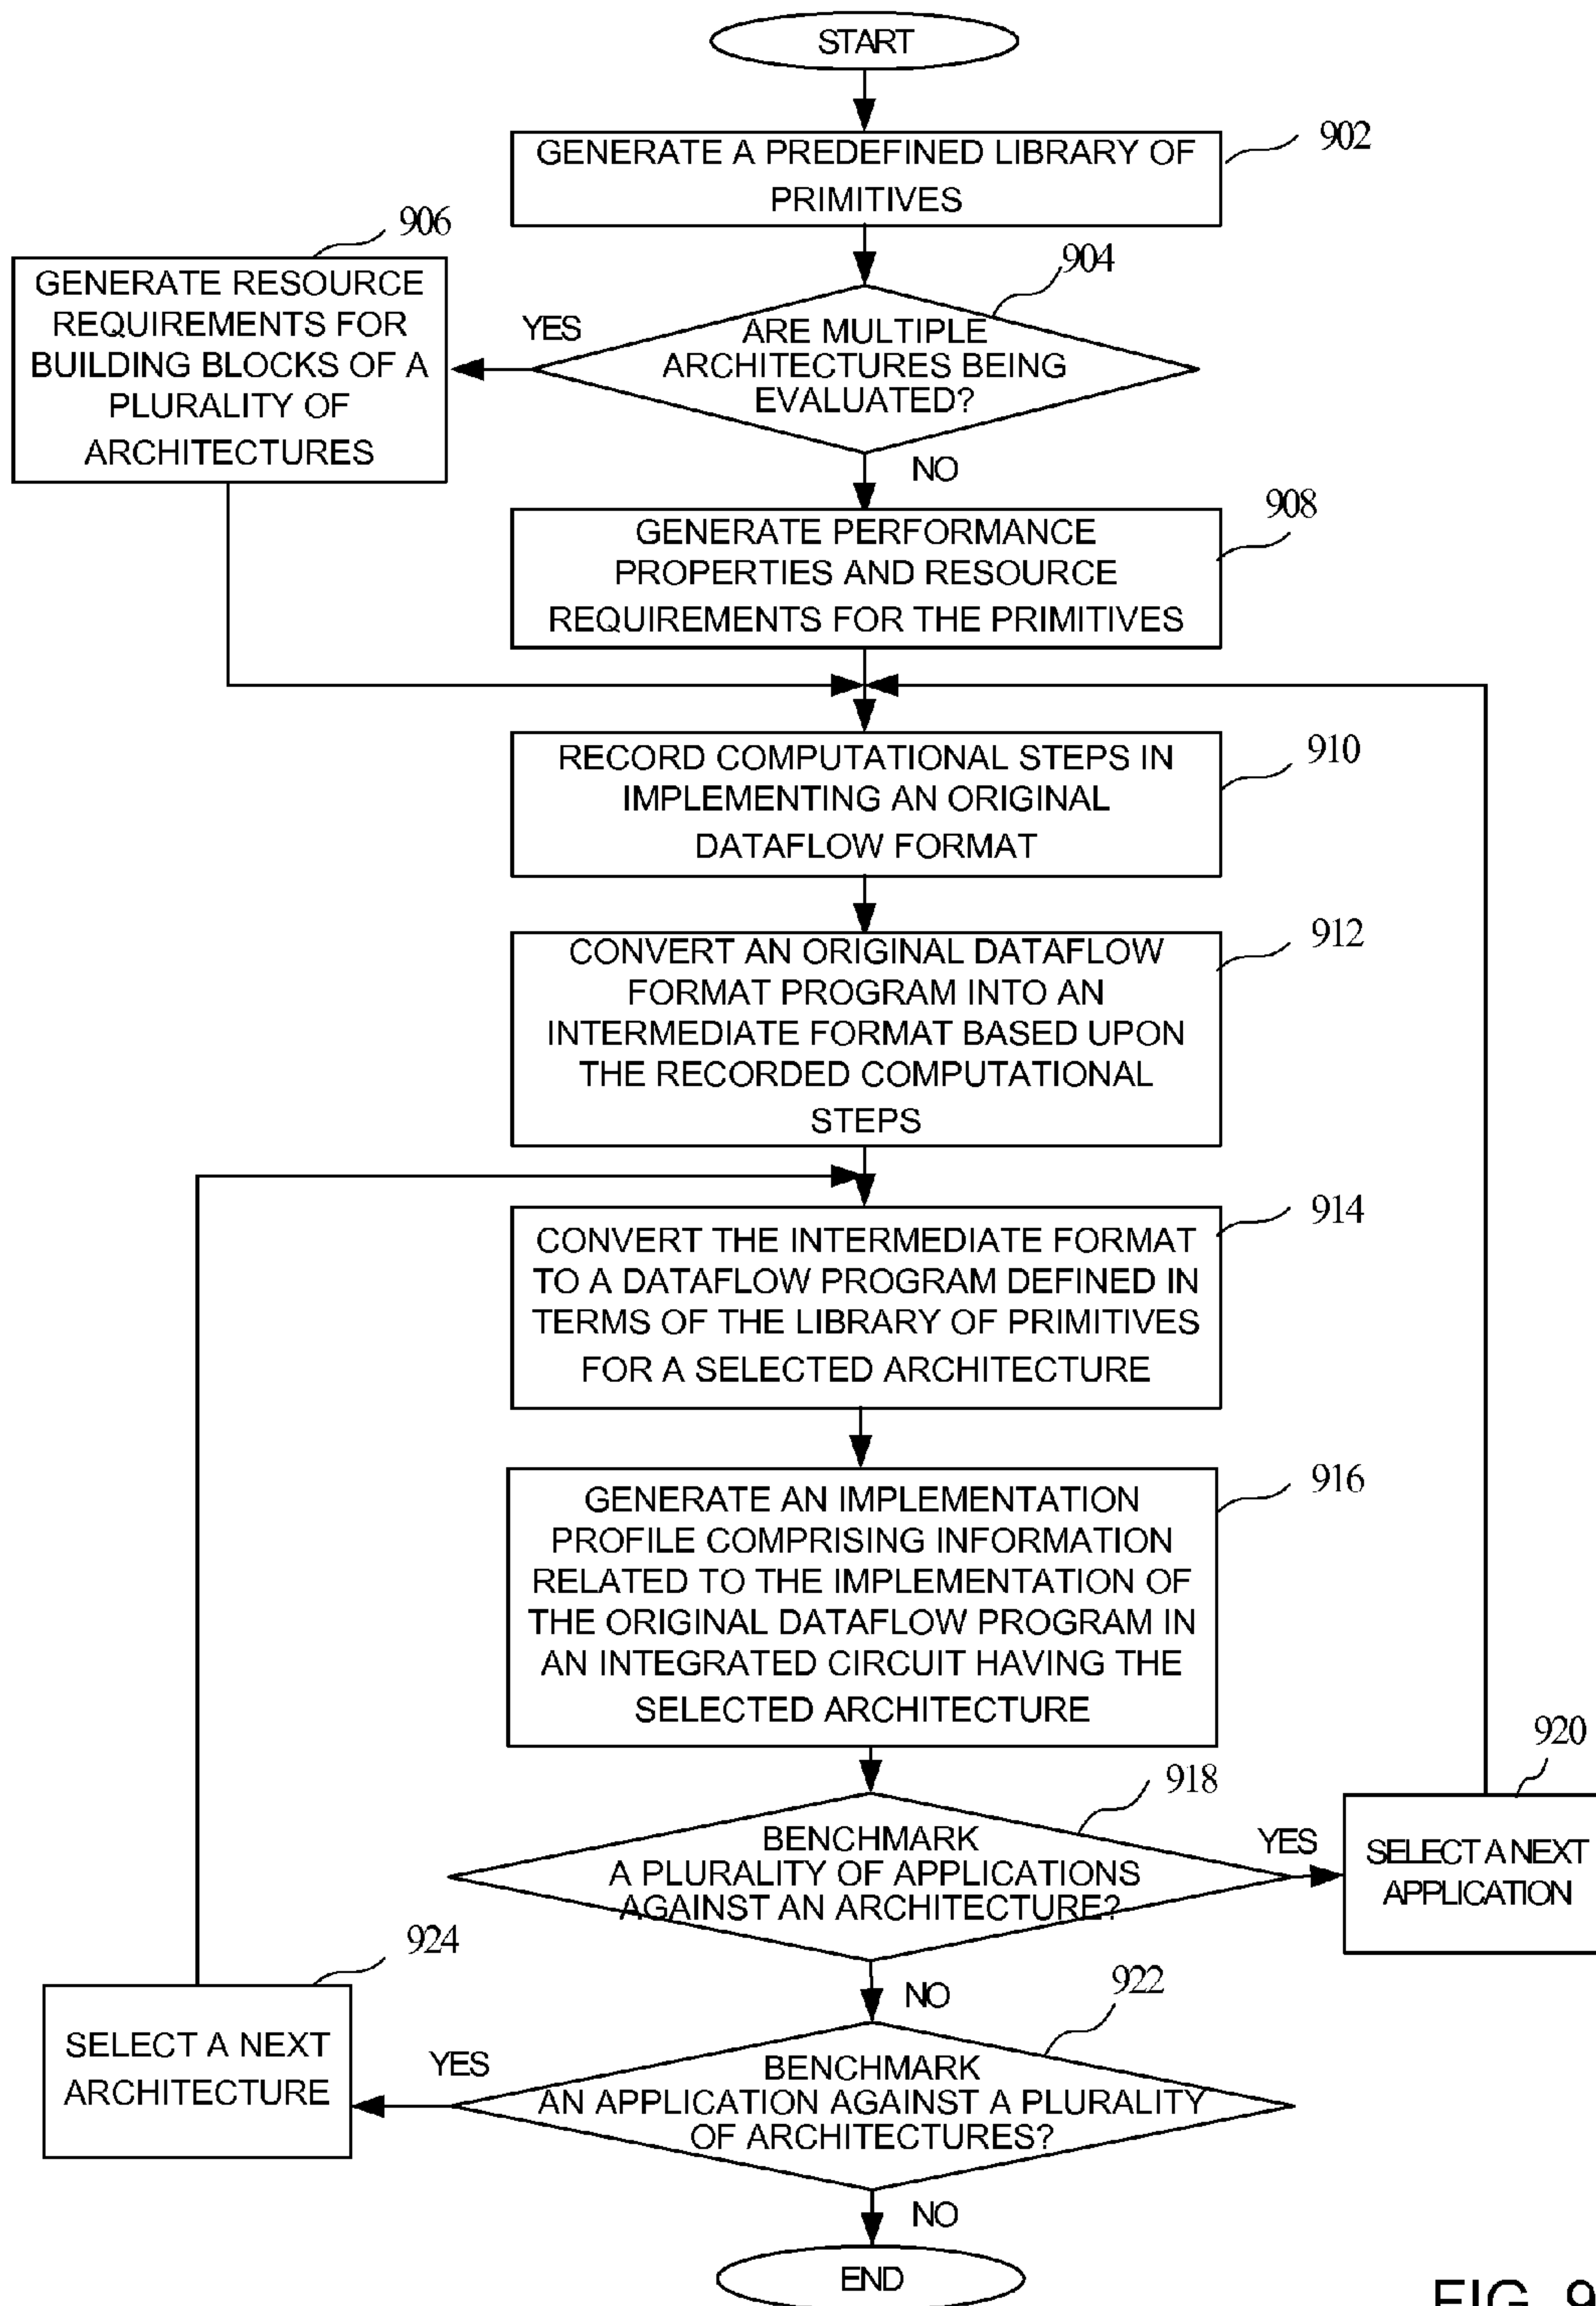 START
GENERATE A PREDEFINED LIBRARY OF
PRIMITIVES
902
906
GENERATE RESOURCE
REQUIREMENTS FOR
BUILDING BLOCKS OF A
PLURALITY OF
ARCHITECTURES
904
YES
ARE MULTIPLE
ARCHITECTURES BEING
EVALUATED?
NO
908
GENERATE PERFORMANCE
PROPERTIES AND RESOURCE
REQUIREMENTS FOR THE PRIMITIVES
910
RECORD COMPUTATIONAL STEPS IN
IMPLEMENTING AN ORIGINAL
DATAFLOW FORMAT
912
CONVERT AN ORIGINAL DATAFLOW
FORMAT PROGRAM INTO AN
INTERMEDIATE FORMAT BASED UPON
THE RECORDED COMPUTATIONAL
STEPS
914
CONVERT THE INTERMEDIATE FORMAT
TO A DATAFLOW PROGRAM DEFINED IN
TERMS OF THE LIBRARY OF PRIMITIVES
FOR A SELECTED ARCHITECTURE
916
GENERATE AN IMPLEMENTATION
PROFILE COMPRISING INFORMATION
RELATED TO THE IMPLEMENTATION OF
THE ORIGINAL DATAFLOW PROGRAM IN
AN INTEGRATED CIRCUIT HAVING THE
SELECTED ARCHITECTURE
918
BENCHMARK
A PLURALITY OF APPLICATIONS
AGAINST AN ARCHITECTURE?
YES
920
SELECT A NEXT
APPLICATION
NO
924
SELECT A NEXT
ARCHITECTURE
922
YES
BENCHMARK
AN APPLICATION AGAINST A PLURALITY
OF ARCHITECTURES?
NO
END
FIG. 9